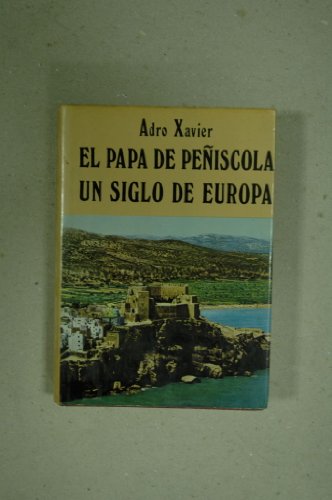 Adro Xavier
EL PAPA DE PEÑISCOLA
UN SIGLO DE EUROPA